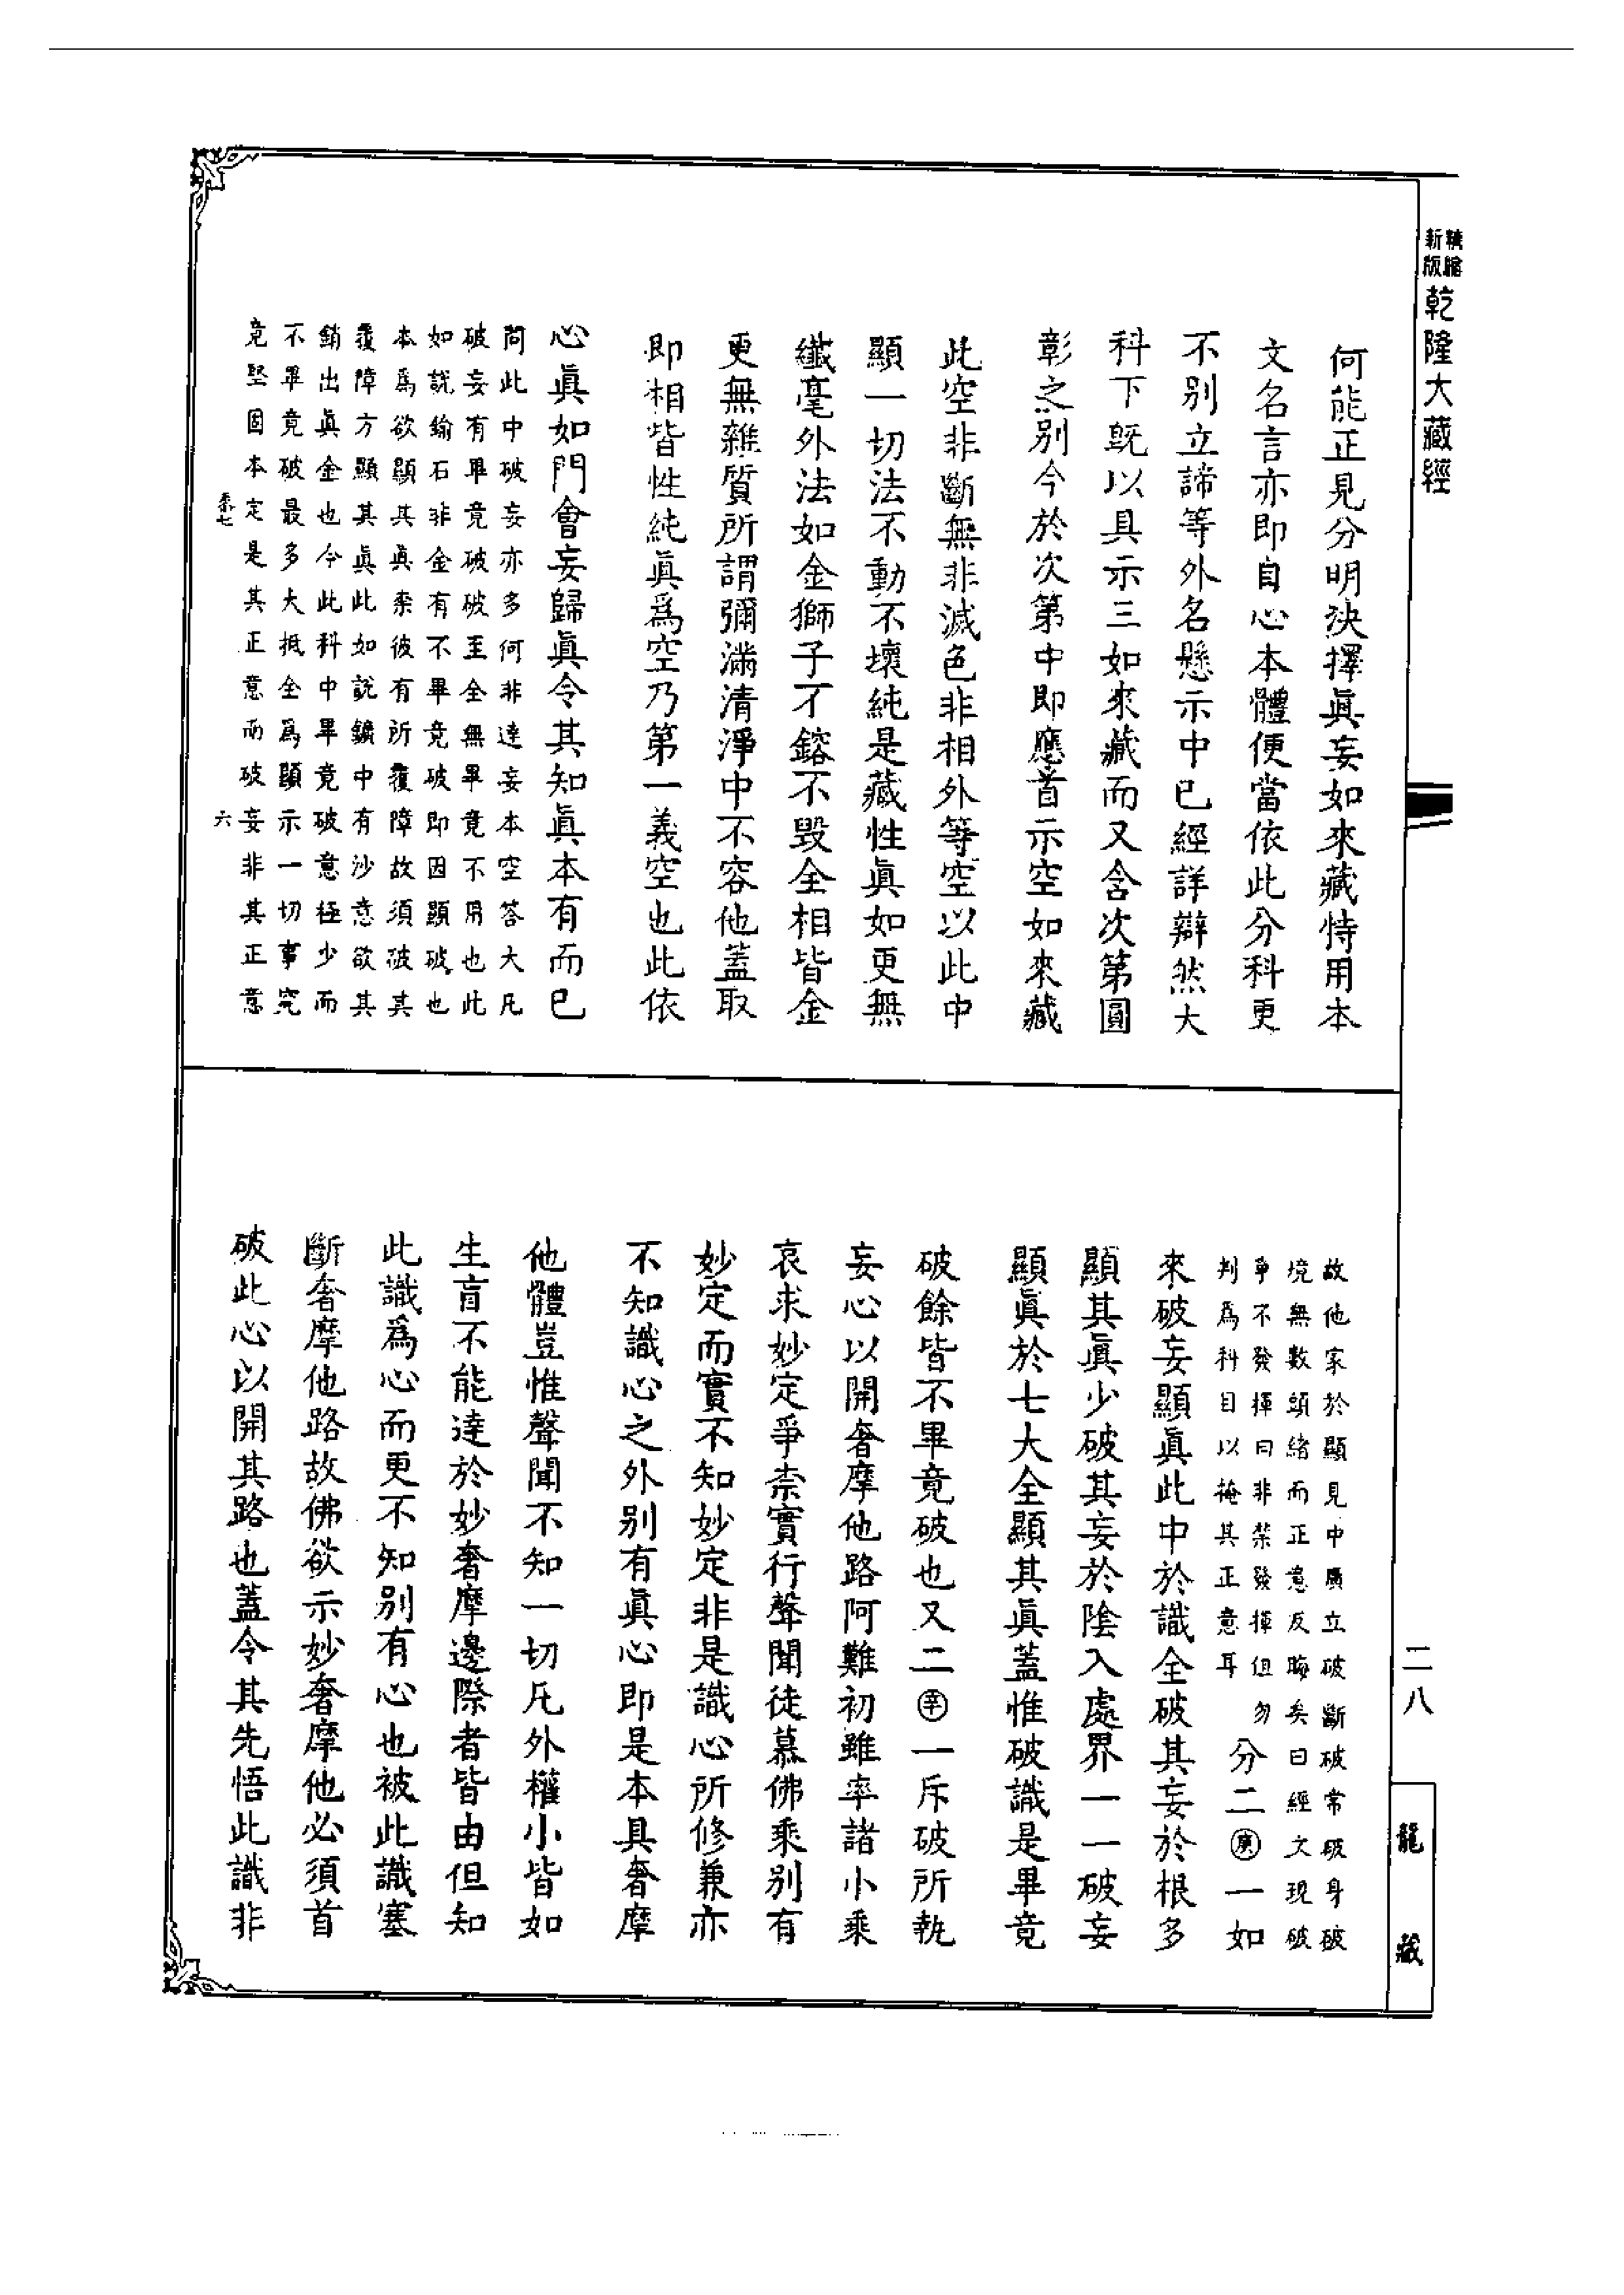 新版
精縮
乾隆大藏經
何能正見分明決擇眞妄如來藏恃用本
文名言亦即自心本體便當依此分科更
不別立諦等外名懸示中已經詳辯然大
科下旣以具示三如來藏而又含次第圓
彰之別今於次第中即應首示空如來藏
此空非斷無非滅色非相外等空以此中
顯一切法不動不壞純是藏性眞如更無
纖毫外法如金獅子不鎔不毀全相皆金
更無雜質所謂彌滿清淨中不容他蓋取
即相皆性純眞爲空乃第一義空也此依
心眞如門會妄歸眞令其知眞本有而已
問此中破妄亦多何非達妄本空答大凡
破妄有畢竟破破至全無畢竟不用也此
如說鍮石非金有不畢竟破即因顯破也
本爲欲顯其眞柰彼有所覆障故須破其
覆障方顯其眞此如說鑛中有沙意欲其
銷出眞金也今此科中畢竟破意極少而
不畢竟破最多大抵全爲顯示一切事究
竟堅固本定是其正意而破妄非其正意
卷七
六
故他家於顯見中廣立破斷破常破身破
境無數頭緒而正意反晦矣曰經文現破
爭不發揮曰非禁發揮但勿
判爲科目以掩其正意耳
分二庚一如
來破妄顯眞此中於識全破其妄於根多
顯其眞少破其妄於陰入處界一一破妄
顯眞於七大全顯其眞蓋惟破識是畢竟
破餘皆不畢竟破也又二辛一斥破所執
妄心以開奢摩他路阿難初雖率諸小乘
哀求妙定爭柰實行聲聞徒慕佛乘別有
妙定而實不知妙定非是識心所修兼亦
不知識心之外別有眞心即是本具奢摩
他體豈惟聲聞不知一切凡外權小皆如
生盲不能達於妙奢摩邊際者皆由但知
此識爲心而更不知別有心也被此識塞
斷奢摩他路故佛欲示妙奢摩他必須首
破此心以開其路也蓋令其先悟此識非
二八
龍藏